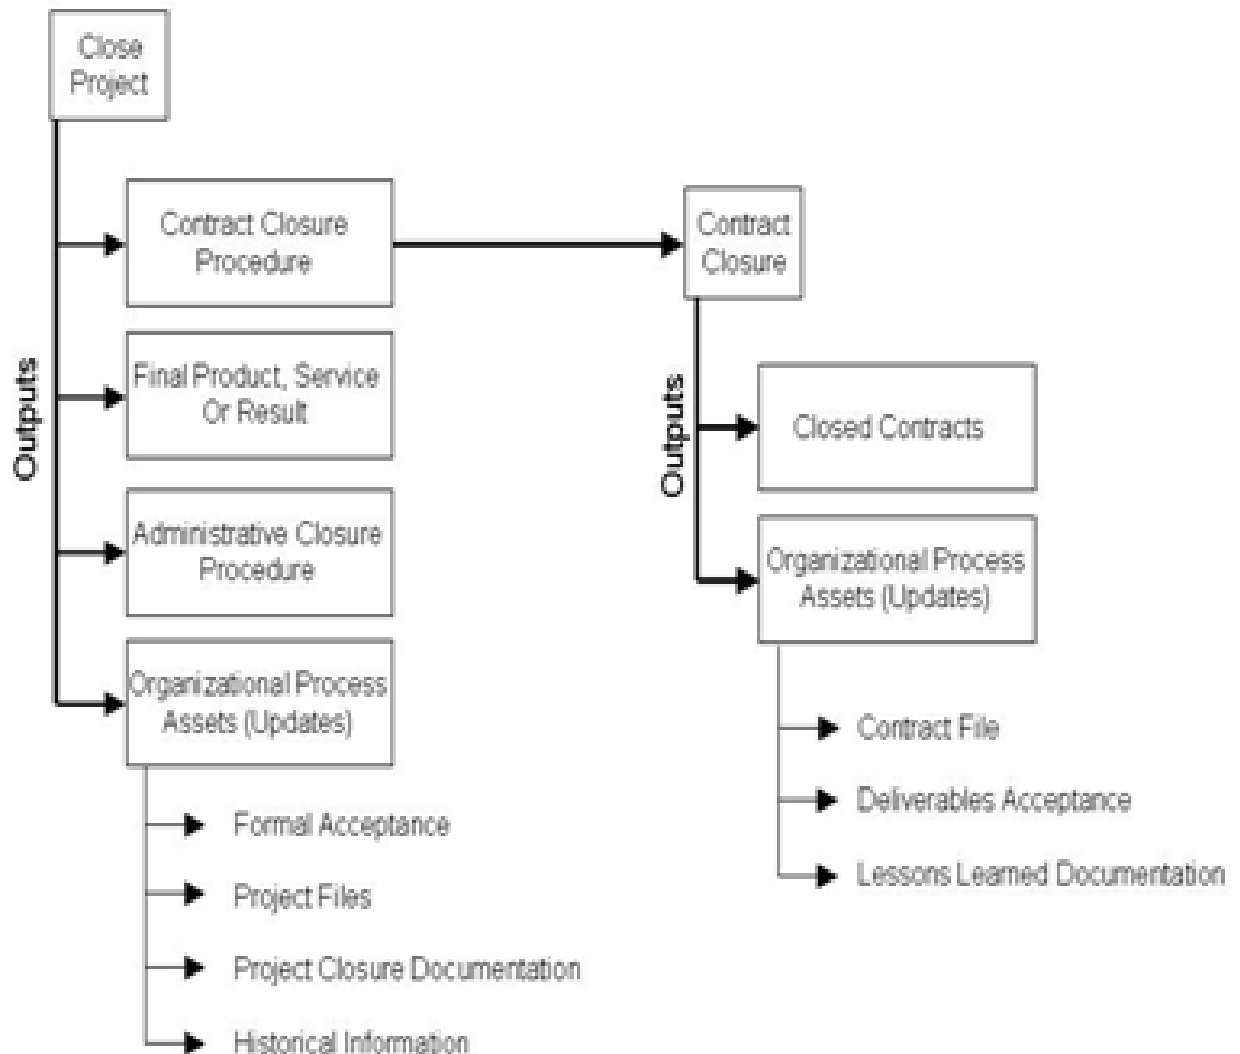 Close
Project
Outputs
Contract Closure
Procedure
Final Product, Service
Or Result
Administrative Closure
Procedure
Organizational Process
Assets (Updates)
Formal Acceptance
Project Files
Project Closure Documentation
Historical Information
Contract
Closure
Outputs
Closed Contracts
Organizational Process
Assets (Updates)
Contract File
Deliverables Acceptance
Lessons Learned Documentation